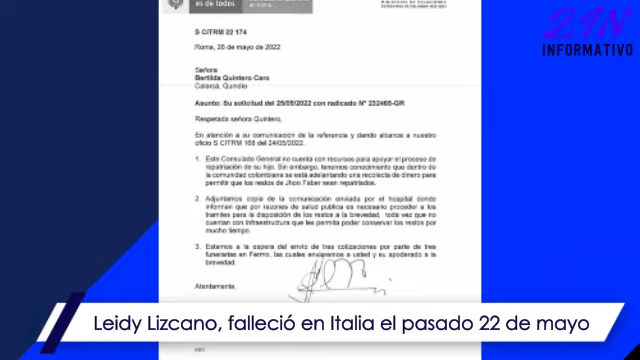 es de todos
en Roma
21N
INFORMATIVO
S CITRM 22 174
Roma, 26 de mayo de 2022
Señora
Bertilda Quintero Caro
Calarcá, Quindío
Asunto: Su solicitud del 25/05/2022 con radicado N° 232465-GR
Respetada señora Quintero,
En atención a su comunicación de la referencia y dando alcance a nuestro
oficio S CITRM 168 del 24/05/2022:
1. Este Consulado General no cuenta con recursos para apoyar el proceso de
repatriación de su hijo. Sin embargo, tenemos conocimiento que dentro de
la comunidad colombiana se está adelantando una recolecta de dinero para
permitir que los restos de Jhon Faber sean repatriados.
2. Adjuntamos copia de la comunicación enviada por el hospital donde
informan que por razones de salud publica es necesario proceder a los
tramites para la disposición de los restos a la brevedad, toda vez que no
cuentan con infraestructura que les permita poder conservar los restos por
mucho tiempo.
3. Estamos a la espera del envío de tres cotizaciones por parte de tres
funerarias en Fermo, las cuales enviaremos a usted y su apoderado a la
brevedad.
Atentamente,
Leidy Lizcano, falleció en Italia el pasado 22 de mayo